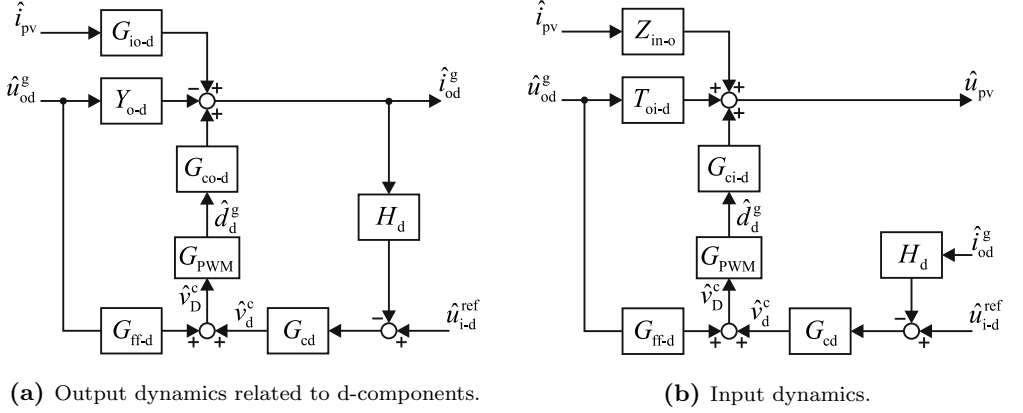 î_pv G_io-d
û_od^g Y_o-d î_od^g
− + + +
G_co-d
d̂_d^g H_d
G_PWM
v̂_D^c
G_ff-d v̂_d^c G_cd û_i-d^ref
+ + − +
(a) Output dynamics related to d-components.
î_pv Z_in-o
û_od^g T_oi-d û_pv
+ + +
G_ci-d
d̂_d^g
G_PWM H_d î_od^g
v̂_D^c
G_ff-d v̂_d^c G_cd û_i-d^ref
+ + − +
(b) Input dynamics.